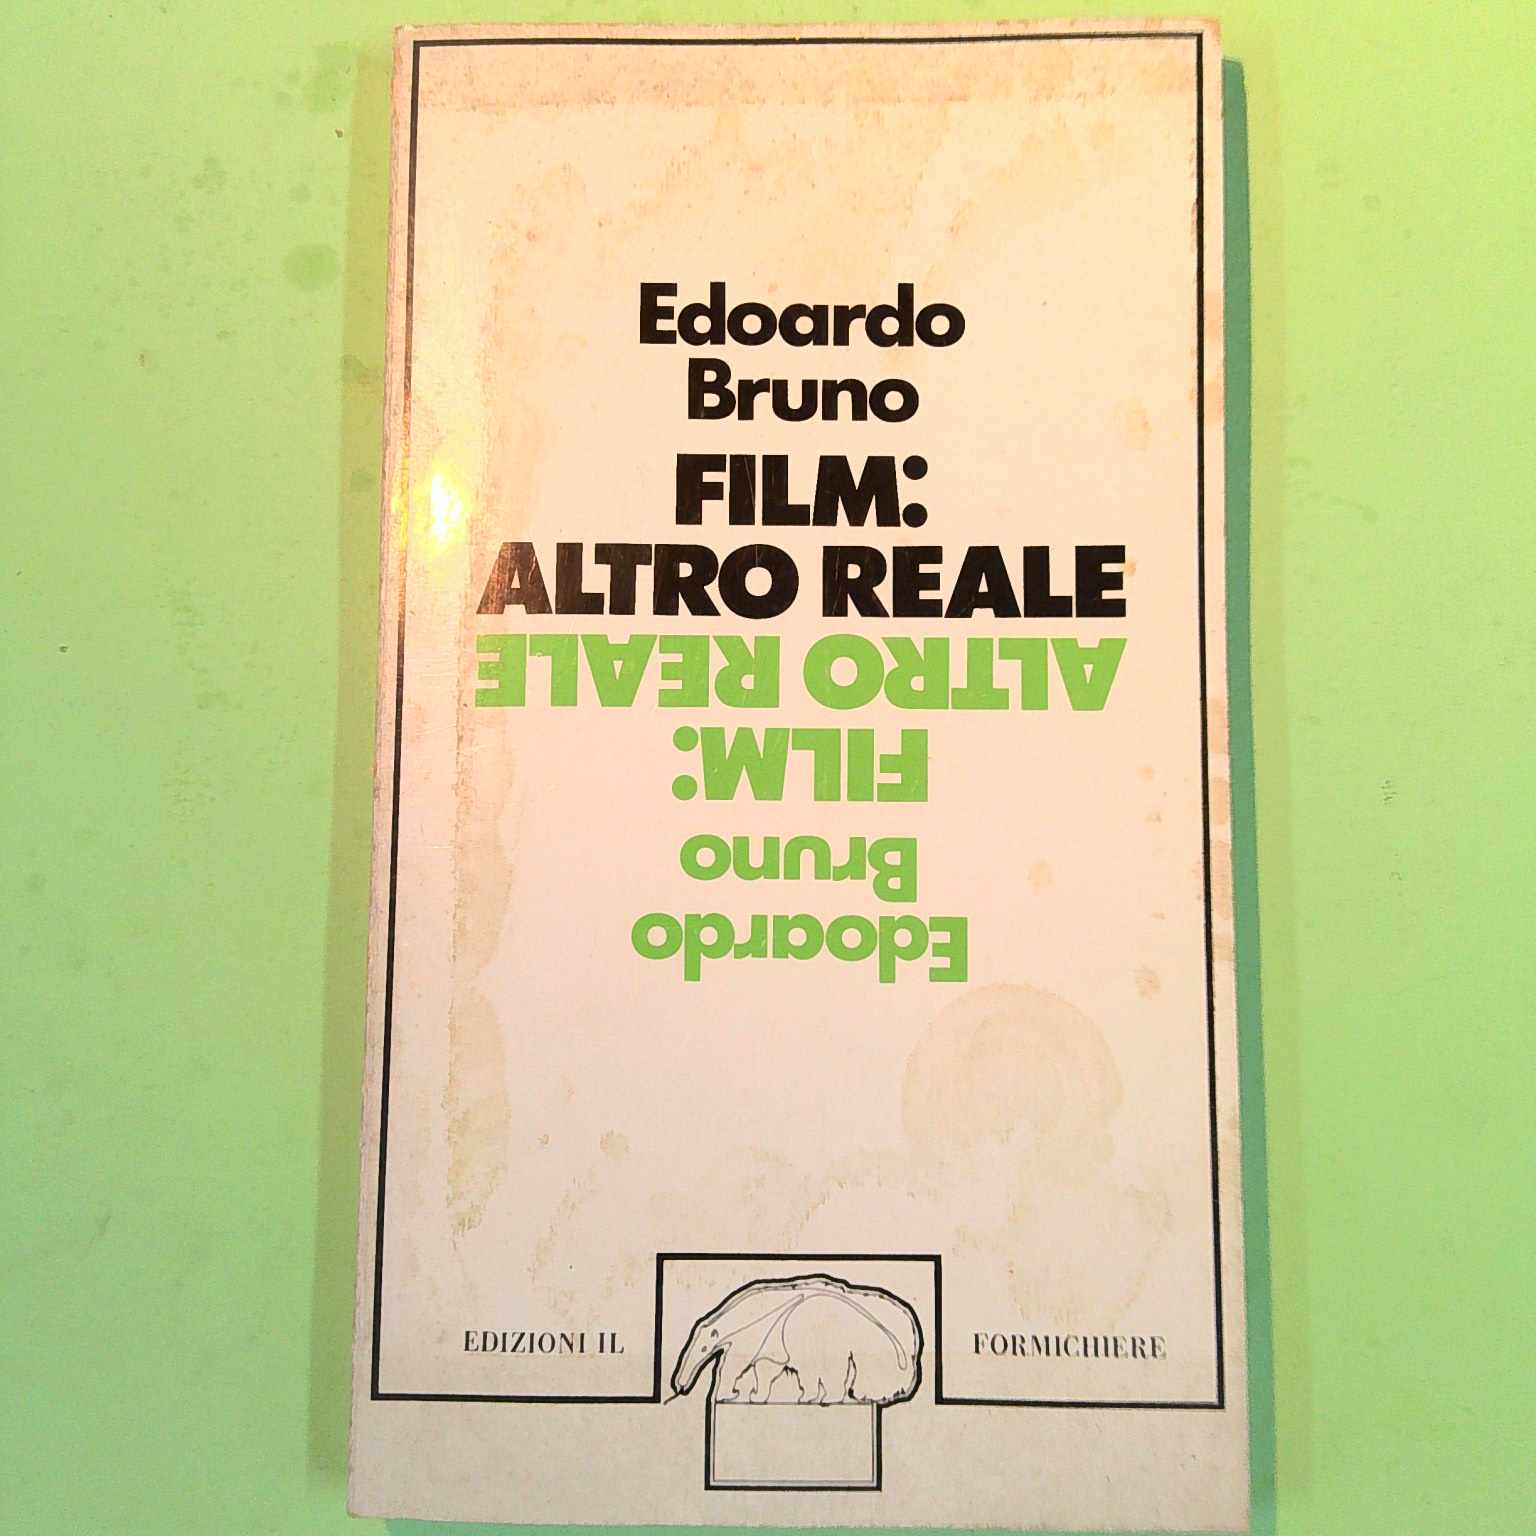 Edoardo
Bruno
FILM:
ALTRO REALE
ALTRO REALE
FILM:
Bruno
Edoardo
EDIZIONI IL FORMICHIERE